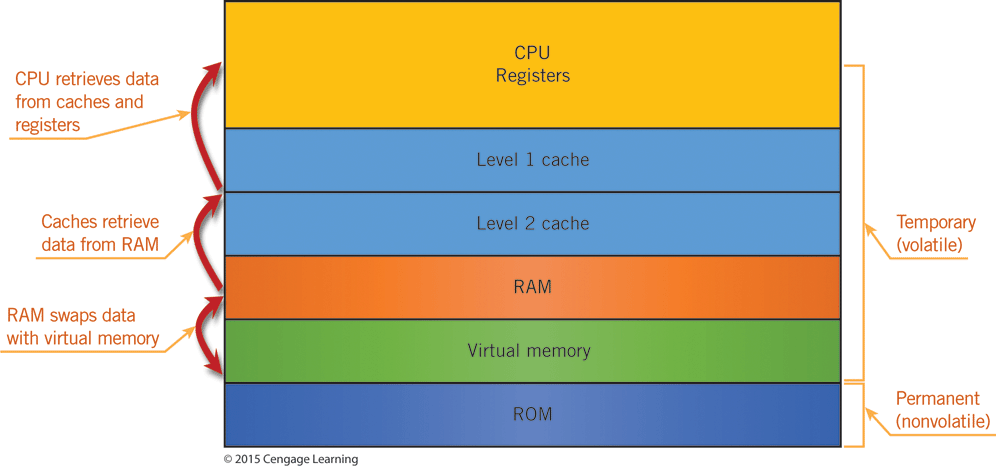 CPU
Registers
CPU retrieves data
from caches and
registers
Level 1 cache
Level 2 cache
Caches retrieve
data from RAM
Temporary
(volatile)
RAM
RAM swaps data
with virtual memory
Virtual memory
ROM
Permanent
(nonvolatile)
© 2015 Cengage Learning